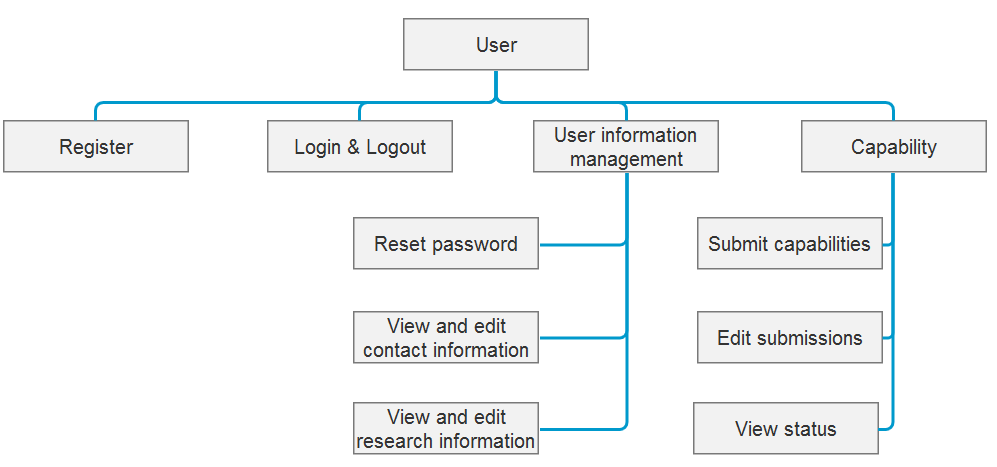 User
Register
Login & Logout
User information
management
Capability
Reset password
Submit capabilities
View and edit
contact information
Edit submissions
View and edit
research information
View status